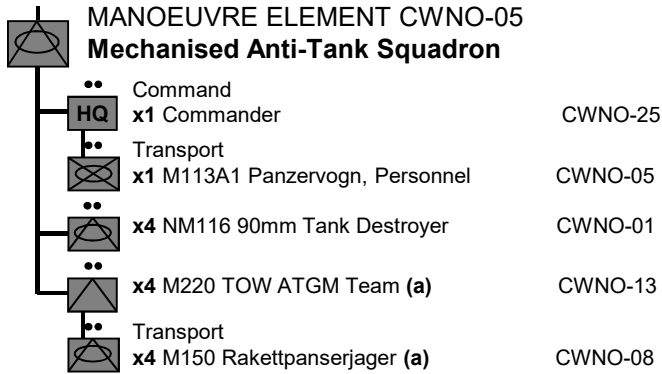 MANOEUVRE ELEMENT CWNO-05
Mechanised Anti-Tank Squadron
Command
HQ x1 Commander CWNO-25
Transport
x1 M113A1 Panzervogn, Personnel CWNO-05
x4 NM116 90mm Tank Destroyer CWNO-01
x4 M220 TOW ATGM Team (a) CWNO-13
Transport
x4 M150 Rakettpanserjager (a) CWNO-08